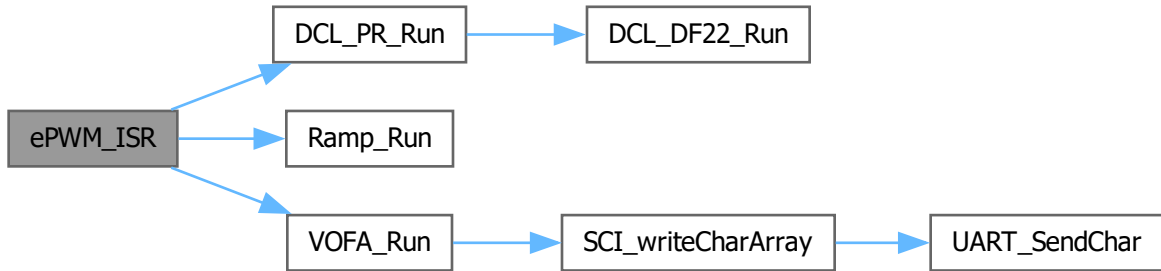 DCL_PR_Run
DCL_DF22_Run
ePWM_ISR
Ramp_Run
VOFA_Run
SCI_writeCharArray
UART_SendChar